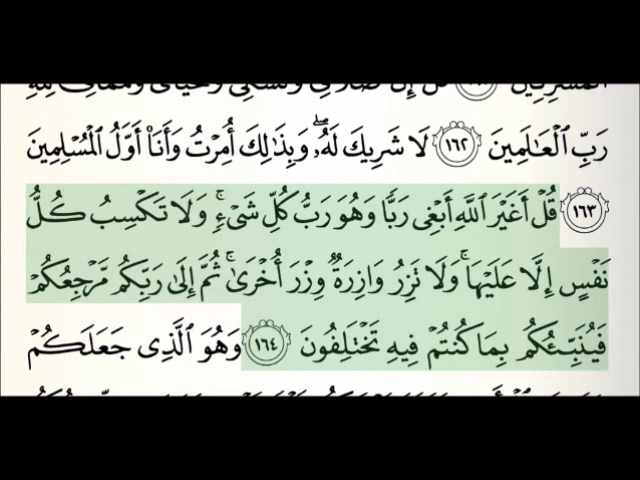 رَبِّ ٱلْعَٰلَمِينَ ١٦٢ لَا شَرِيكَ لَهُۥۖ وَبِذَٰلِكَ أُمِرْتُ وَأَنَا۠ أَوَّلُ ٱلْمُسْلِمِينَ
١٦٣ قُلْ أَغَيْرَ ٱللَّهِ أَبْغِى رَبًّا وَهُوَ رَبُّ كُلِّ شَىْءٍۚ وَلَا تَكْسِبُ كُلُّ
نَفْسٍ إِلَّا عَلَيْهَاۚ وَلَا تَزِرُ وَازِرَةٌ وِزْرَ أُخْرَىٰۚ ثُمَّ إِلَىٰ رَبِّكُم مَّرْجِعُكُمْ
فَيُنَبِّئُكُم بِمَا كُنتُمْ فِيهِ تَخْتَلِفُونَ ١٦٤ وَهُوَ ٱلَّذِى جَعَلَكُمْ